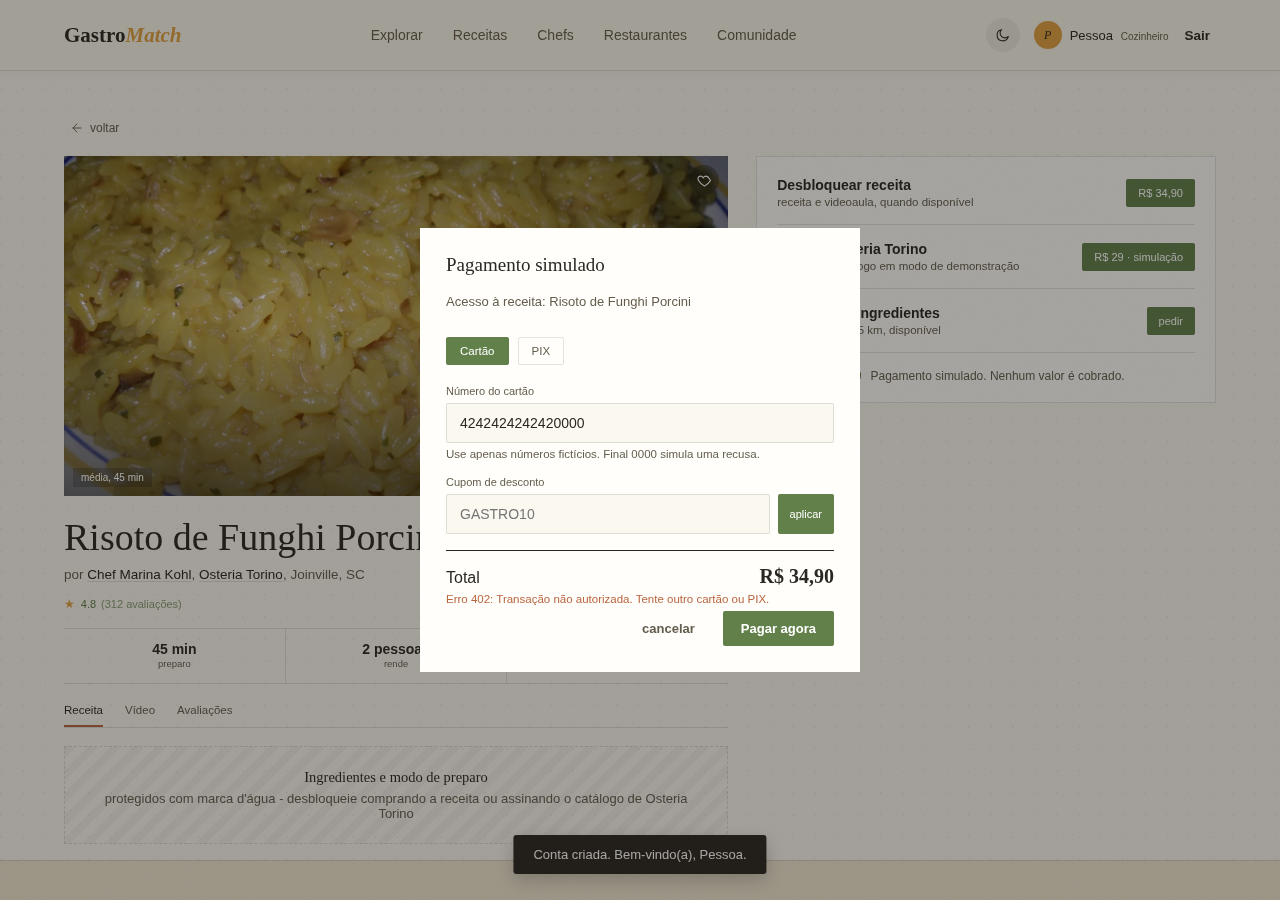 GastroMatch
Explorar
Receitas
Chefs
Restaurantes
Comunidade
P
Pessoa
Cozinheiro
Sair
voltar
média, 45 min
Risoto de Funghi
por Chef Marina Kohl, Osteria Torino, Joinville, SC
★ 4.8 (312 avaliações)
45 min
preparo
2
rende
Receita
Vídeo
Avaliações
Ingredientes e modo de preparo
protegidos com marca d'água - desbloqueie comprando a receita ou assinando o catálogo de Osteria
Torino
Desbloquear receita
receita e videoaula, quando disponível
R$ 34,90
Torino
em modo de demonstração
R$ 29 · simulação
km, disponível
pedir
Pagamento simulado. Nenhum valor é cobrado.
Pagamento simulado
Acesso à receita: Risoto de Funghi Porcini
Cartão
PIX
Número do cartão
4242424242420000
Use apenas números fictícios. Final 0000 simula uma recusa.
Cupom de desconto
GASTRO10
aplicar
Total
R$ 34,90
Erro 402: Transação não autorizada. Tente outro cartão ou PIX.
cancelar
Pagar agora
Conta criada. Bem-vindo(a), Pessoa.